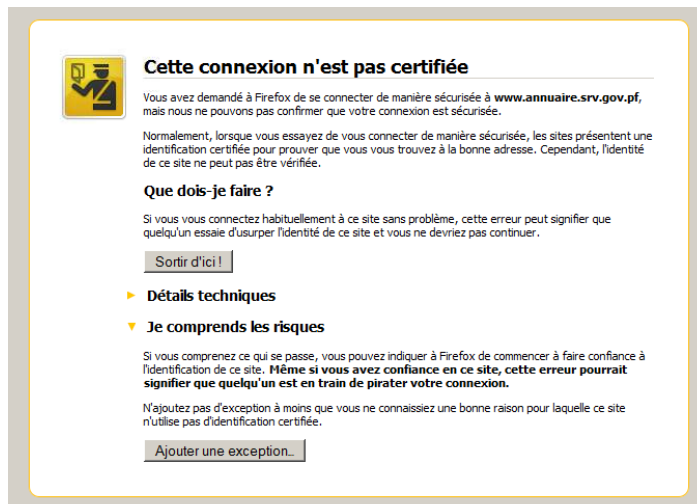 Cette connexion n'est pas certifiée
Vous avez demandé à Firefox de se connecter de manière sécurisée à www.annuaire.srv.gov.pf,
mais nous ne pouvons pas confirmer que votre connexion est sécurisée.
Normalement, lorsque vous essayez de vous connecter de manière sécurisée, les sites présentent une
identification certifiée pour prouver que vous vous trouvez à la bonne adresse. Cependant, l'identité
de ce site ne peut pas être vérifiée.
Que dois-je faire ?
Si vous vous connectez habituellement à ce site sans problème, cette erreur peut signifier que
quelqu'un essaie d'usurper l'identité de ce site et vous ne devriez pas continuer.
Sortir d'ici !
Détails techniques
Je comprends les risques
Si vous comprenez ce qui se passe, vous pouvez indiquer à Firefox de commencer à faire confiance à
l'identification de ce site. Même si vous avez confiance en ce site, cette erreur pourrait
signifier que quelqu'un est en train de pirater votre connexion.
N'ajoutez pas d'exception à moins que vous ne connaissiez une bonne raison pour laquelle ce site
n'utilise pas d'identification certifiée.
Ajouter une exception…